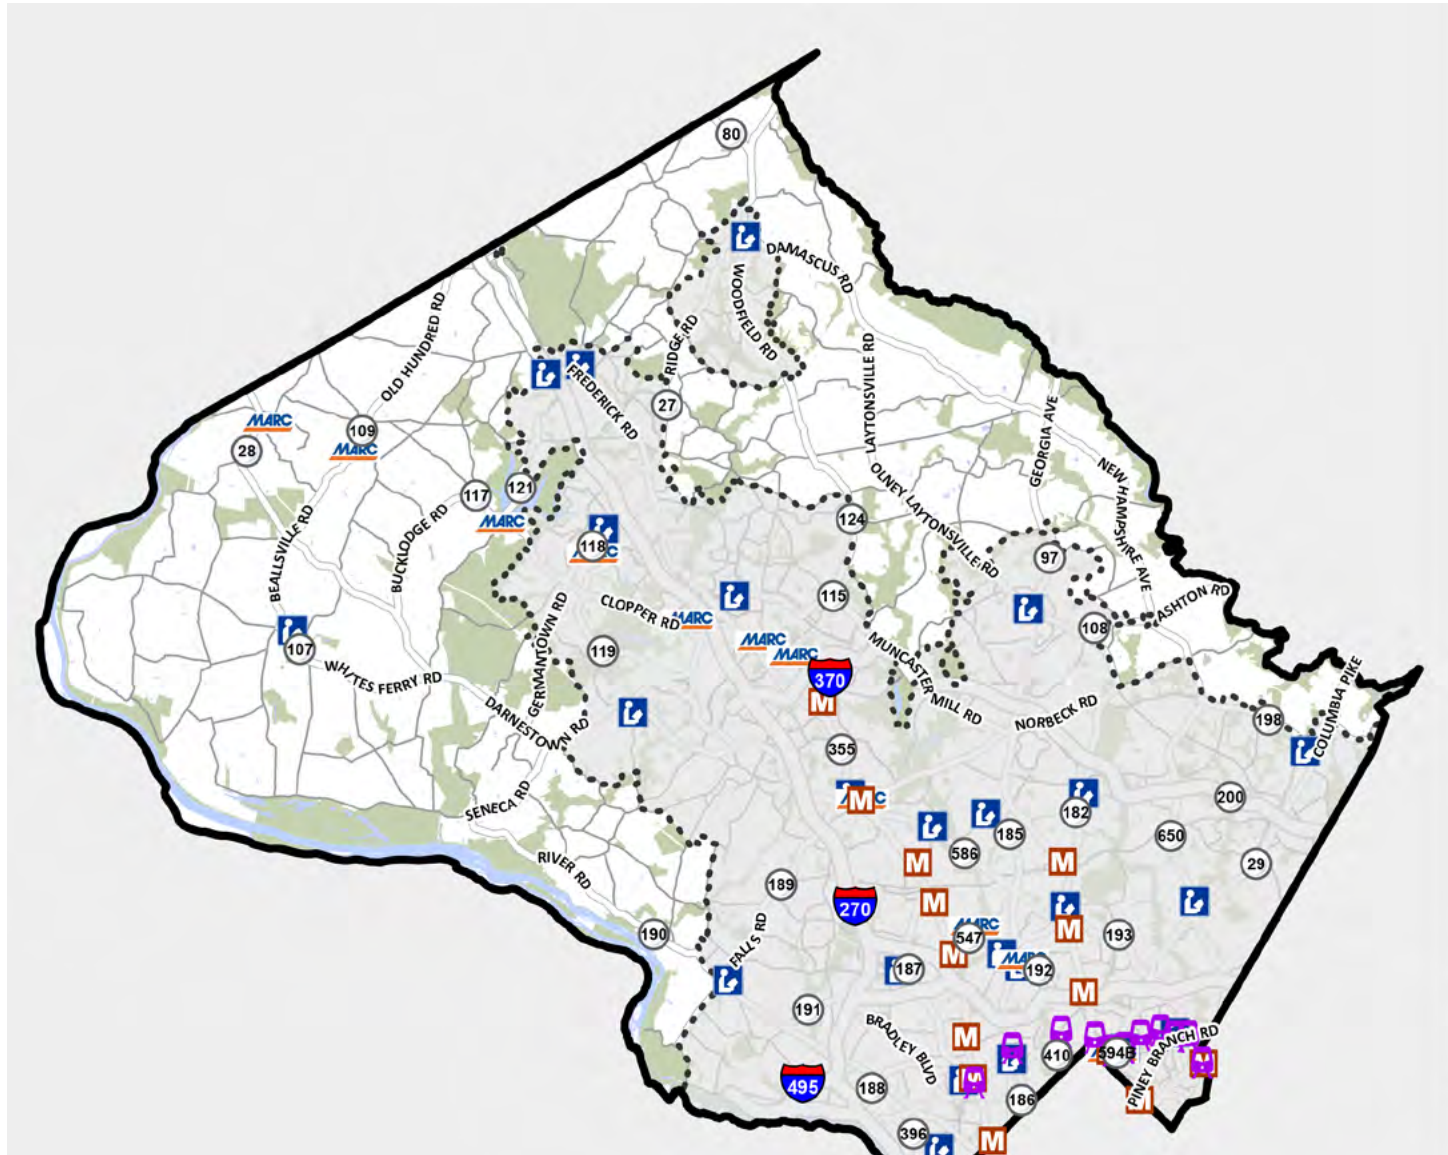 80
DAMASCUS RD
WOODFIELD RD
OLD HUNDRED RD
RIDGE RD
FREDERICK RD
LAYTONSVILLE RD
GEORGIA AVE
27
MARC
109
28
MARC
117
121
MARC
OLNEY LAYTONSVILLE RD
NEW HAMPSHIRE AVE
BEALLSVILLE RD
BUCKLODGE RD
124
118
97
115
ASHTON RD
GERMANTOWN RD
CLOPPER RD
MARC
108
107
119
MARC
MARC
370
M
MUNCASTER MILL RD
WHITES FERRY RD
DARNESTOWN RD
NORBECK RD
198
COLUMBIA PIKE
355
SENECA RD
M
182
200
185
650
586
M
M
29
RIVER RD
189
270
M
190
FALLS RD
MARC
547
M
193
M
187
192
M
191
BRADLEY BLVD
M
410
594B
PINEY BRANCH RD
495
188
186
396
M